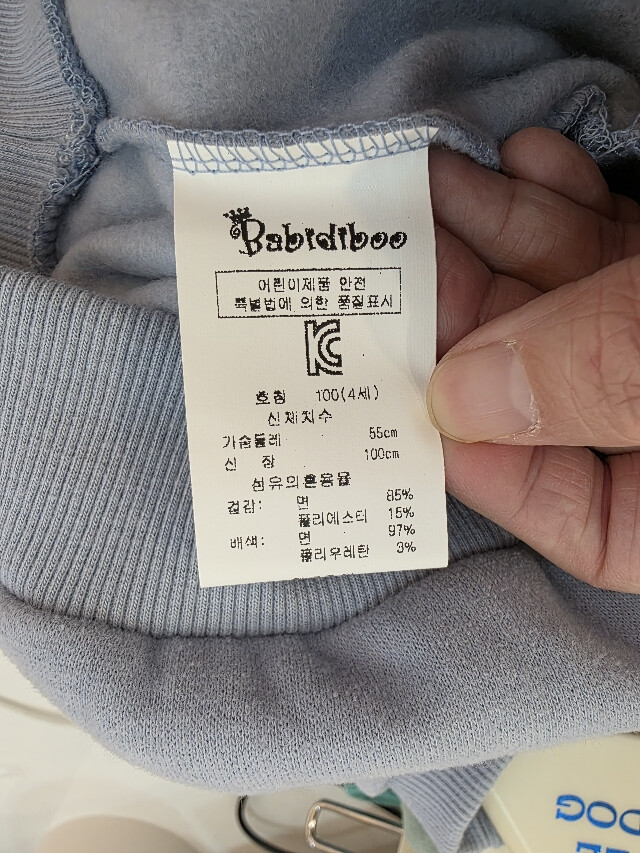 Babidiboo
어린이제품 안전
특별법에 의한 품질표시
KC
호칭 100(4세)
신체치수
가슴둘레 55cm
신 장 100cm
섬유의혼용율
겉감: 면 85%
폴리에스터 15%
배색: 면 97%
폴리우레탄 3%
DOG